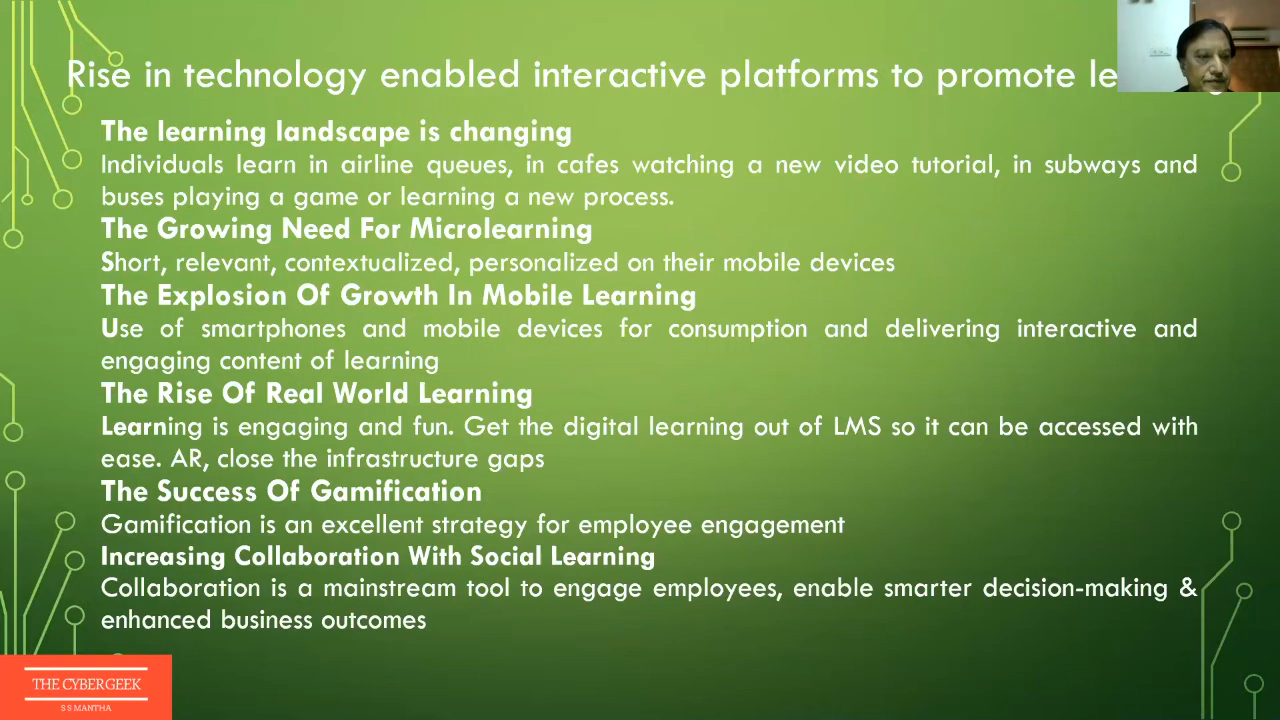 Rise in technology enabled interactive platforms to promote
The learning landscape is changing
Individuals learn in airline queues, in cafes watching a new video tutorial, in subways and
buses playing a game or learning a new process.
The Growing Need For Microlearning
Short, relevant, contextualized, personalized on their mobile devices
The Explosion Of Growth In Mobile Learning
Use of smartphones and mobile devices for consumption and delivering interactive and
engaging content of learning
The Rise Of Real World Learning
Learning is engaging and fun. Get the digital learning out of LMS so it can be accessed with
ease. AR, close the infrastructure gaps
The Success Of Gamification
Gamification is an excellent strategy for employee engagement
Increasing Collaboration With Social Learning
Collaboration is a mainstream tool to engage employees, enable smarter decision-making &
enhanced business outcomes
THE CYBERGEEK
S S MANTHA